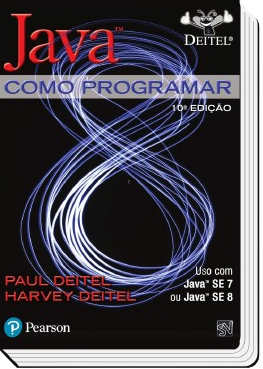 Java™
DEITEL®
COMO PROGRAMAR
10ª EDIÇÃO
Uso com
Java™ SE 7
ou Java™ SE 8
PAUL DEITEL
HARVEY DEITEL
Pearson
SV